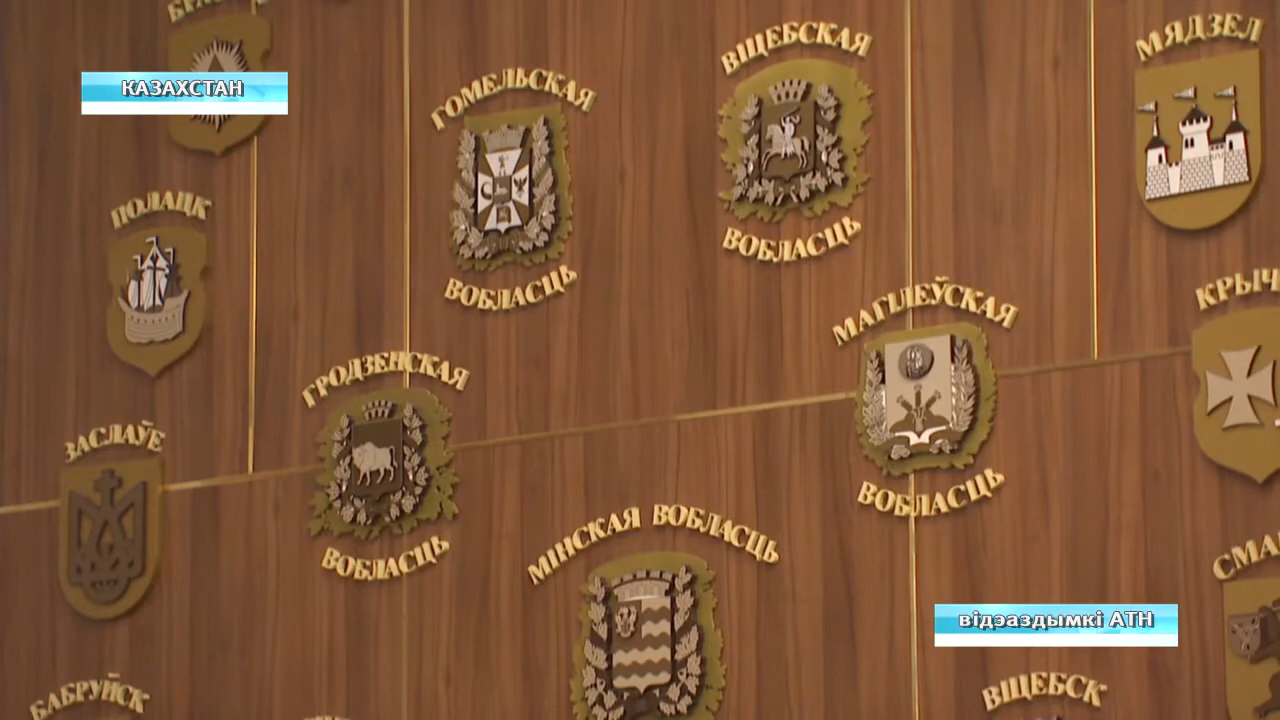 КАЗАХСТАН
ГОМЕЛЬСКАЯ
ВОБЛАСЦЬ
ВІЦЕБСКАЯ
ВОБЛАСЦЬ
МЯДЗЕЛ
ПОЛАЦК
МАГІЛЕЎСКАЯ
ВОБЛАСЦЬ
КРЫЧ
ГРОДЗЕНСКАЯ
ВОБЛАСЦЬ
ЗАСЛАЎЕ
МІНСКАЯ ВОБЛАСЦЬ
СМА
відэаздымкі АТН
БАБРУЙСК
ВІЦЕБСК